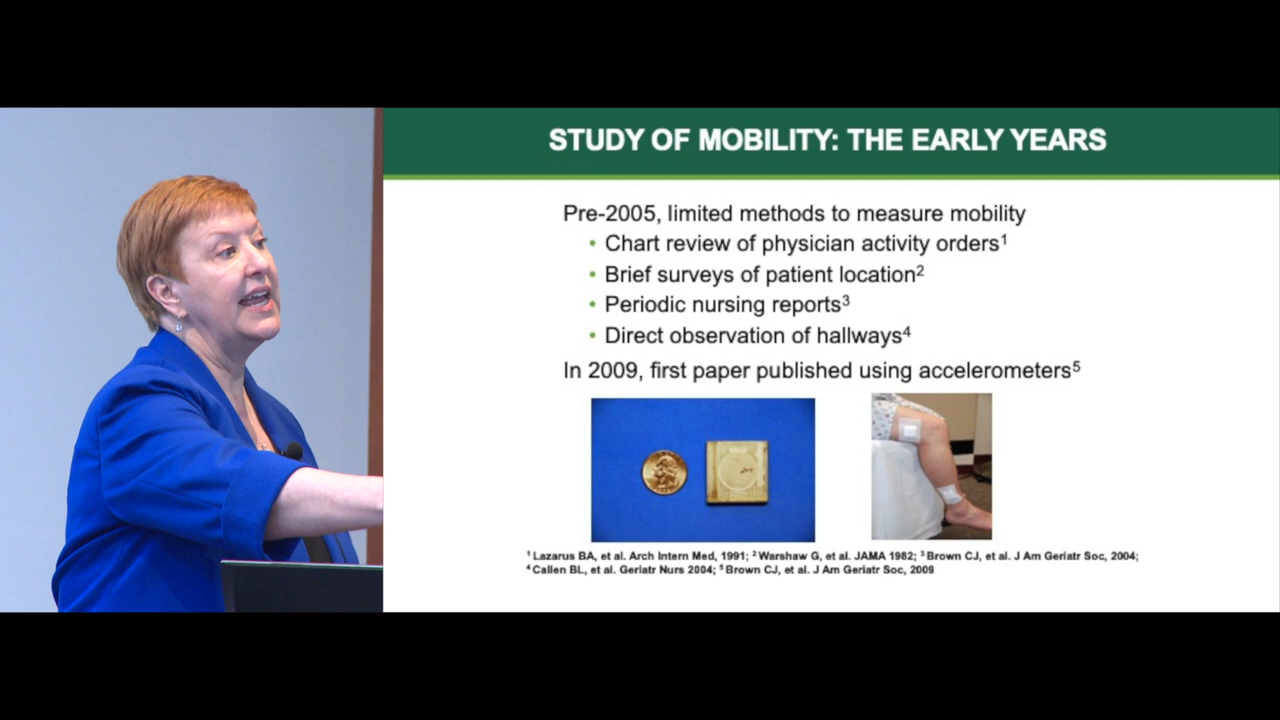 STUDY OF MOBILITY: THE EARLY YEARS
Pre-2005, limited methods to measure mobility
• Chart review of physician activity orders¹
• Brief surveys of patient location²
• Periodic nursing reports³
• Direct observation of hallways⁴
In 2009, first paper published using accelerometers⁵
¹ Lazarus BA, et al. Arch Intern Med, 1991; ² Warshaw G, et al. JAMA 1982; ³ Brown CJ, et al. J Am Geriatr Soc, 2004;
⁴ Callen BL, et al. Geriatr Nurs 2004; ⁵ Brown CJ, et al. J Am Geriatr Soc, 2009